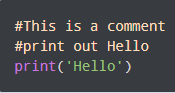 #This is a comment
#print out Hello
print('Hello')